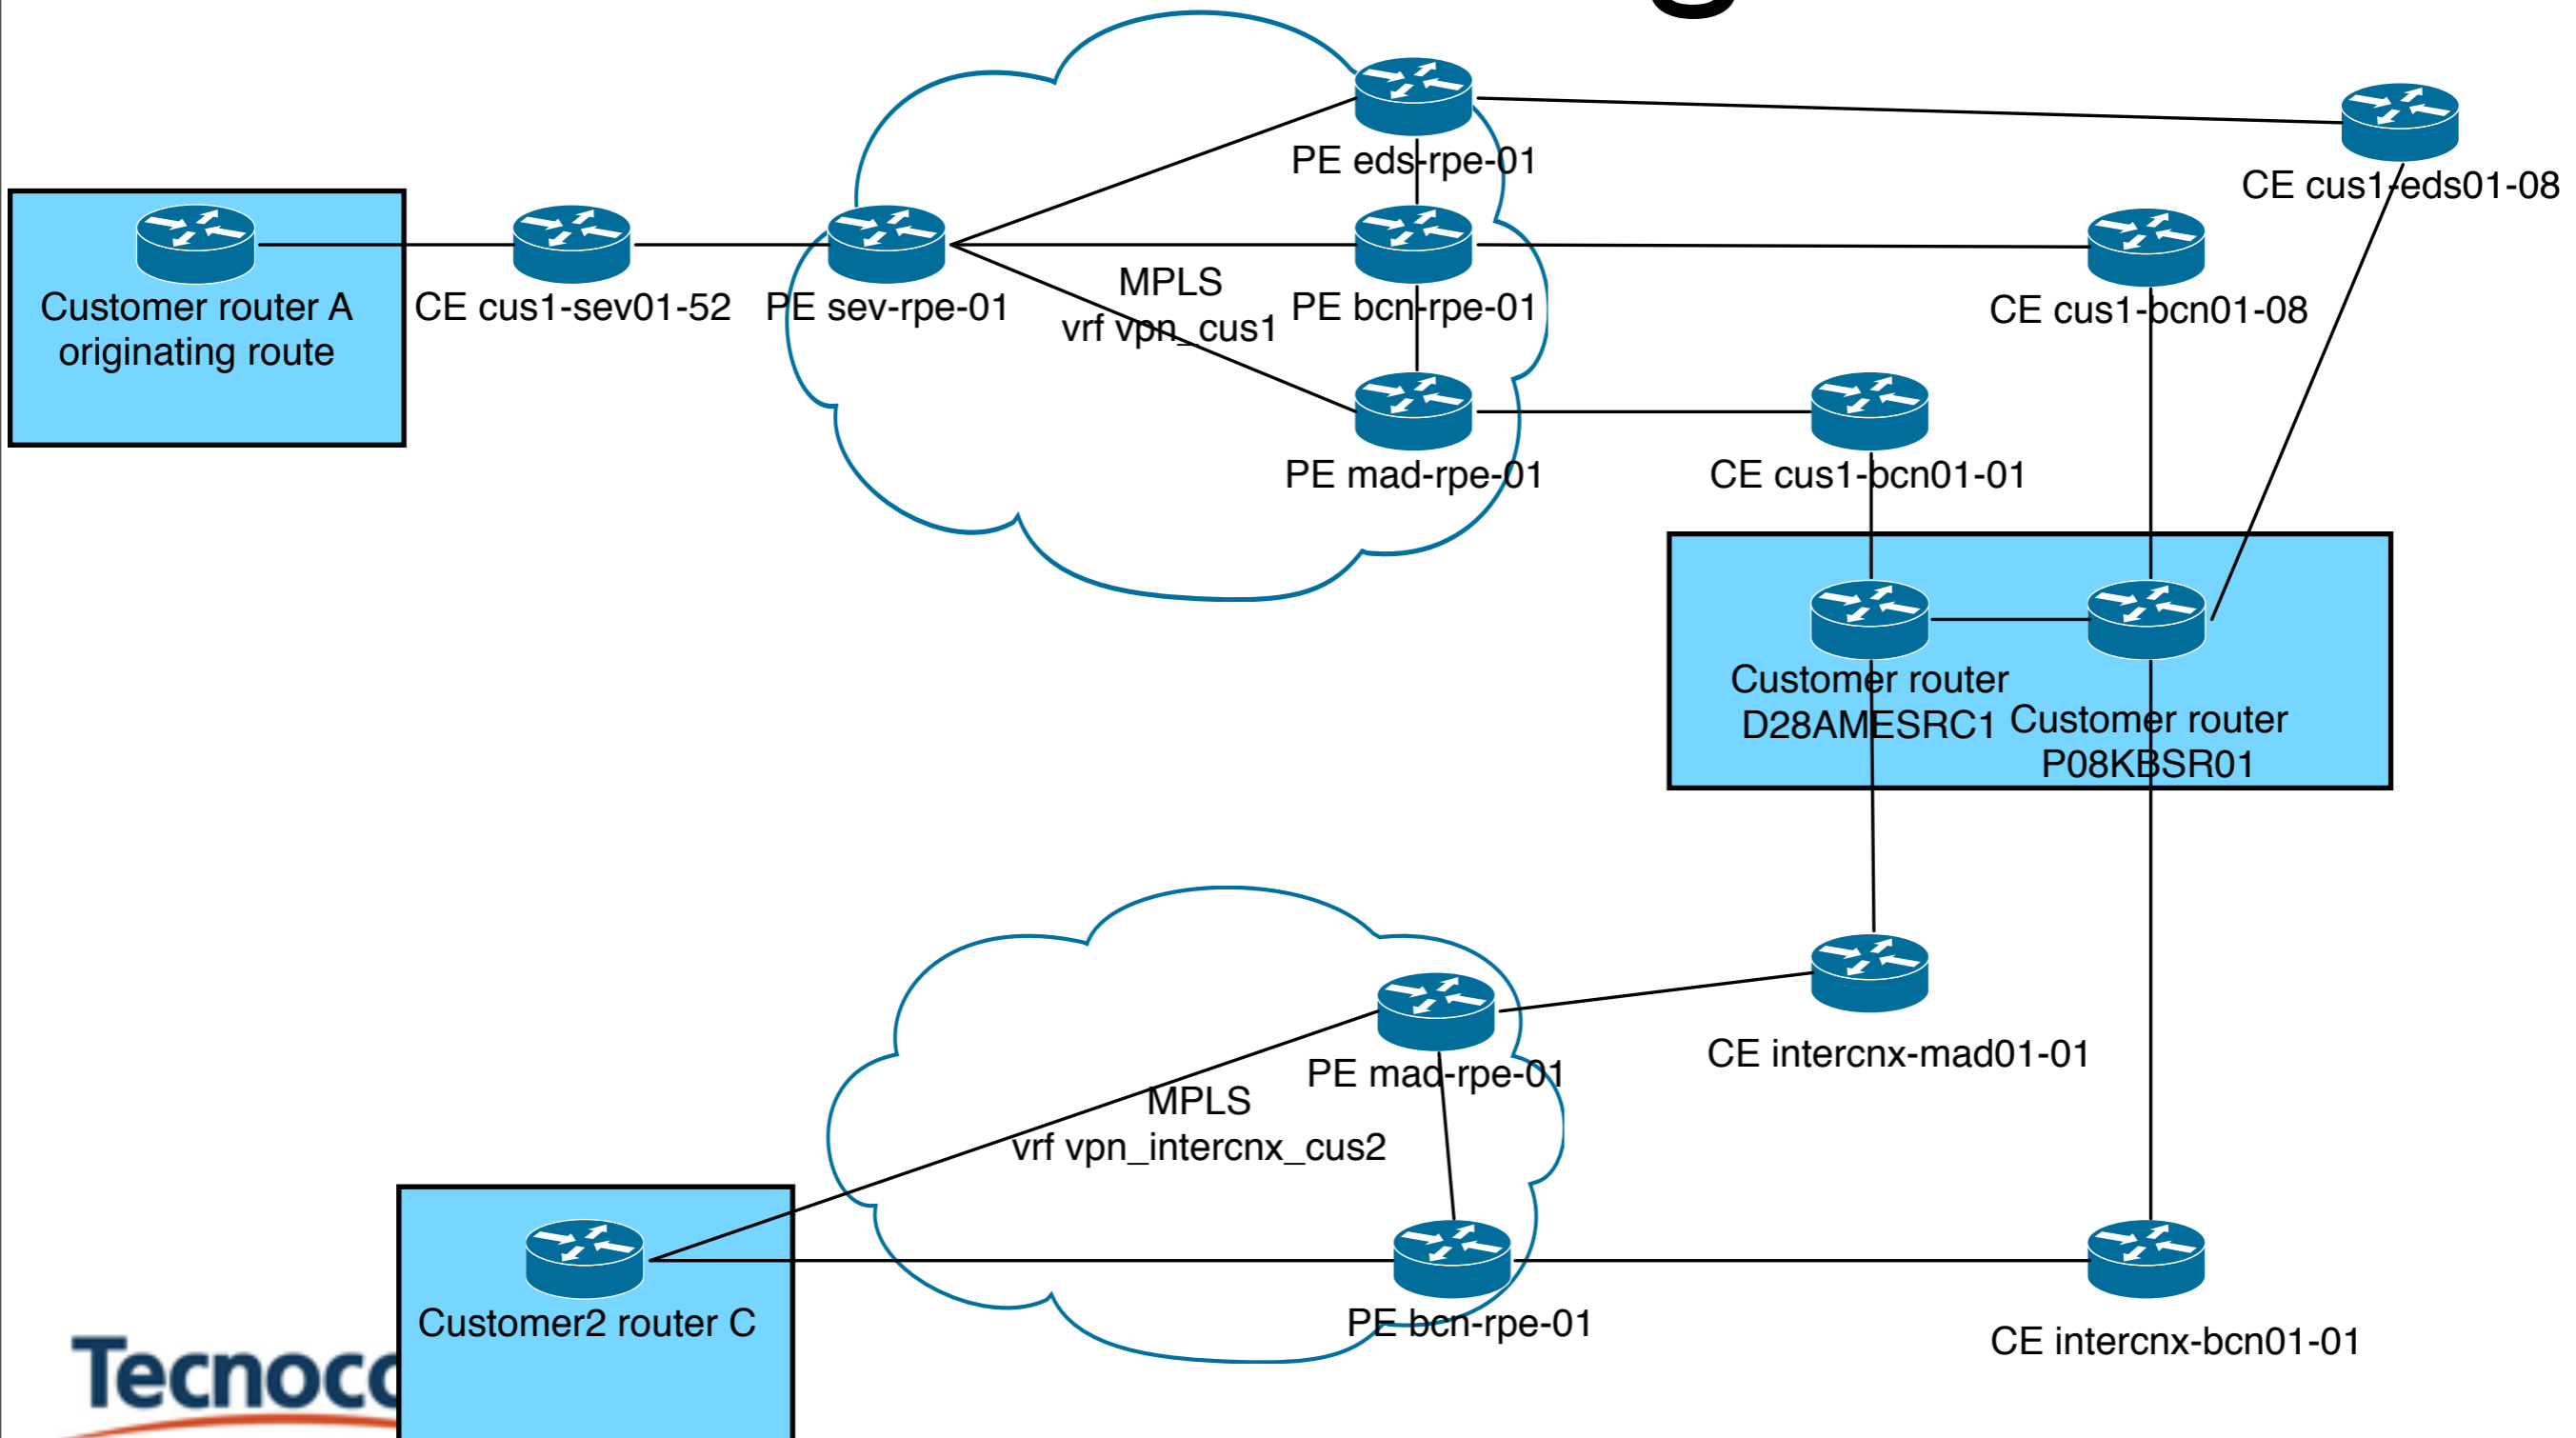 PE eds-rpe-01
CE cus1-eds01-08
Customer router A
originating route
CE cus1-sev01-52
PE sev-rpe-01
MPLS
vrf vpn_cus1
PE bcn-rpe-01
CE cus1-bcn01-08
PE mad-rpe-01
CE cus1-bcn01-01
Customer router
D28AMESRC1
Customer router
P08KBSR01
PE mad-rpe-01
CE intercnx-mad01-01
MPLS
vrf vpn_intercnx_cus2
Customer2 router C
PE bcn-rpe-01
CE intercnx-bcn01-01